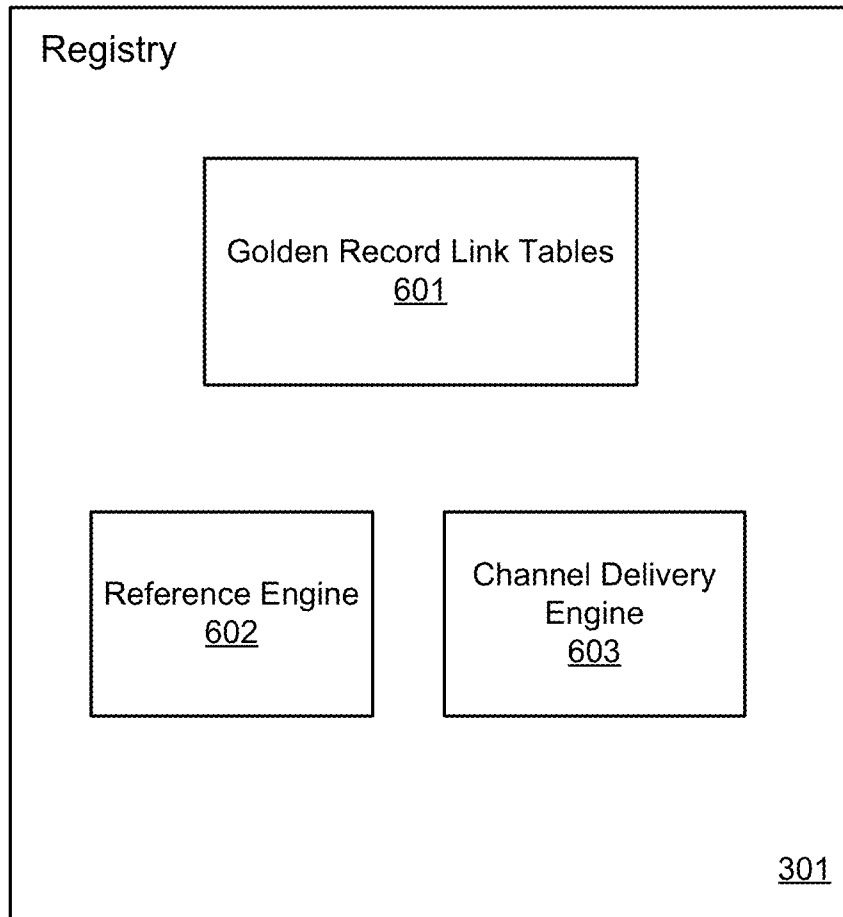 Registry
Golden Record Link Tables
601
Reference Engine
602
Channel Delivery
Engine
603
301